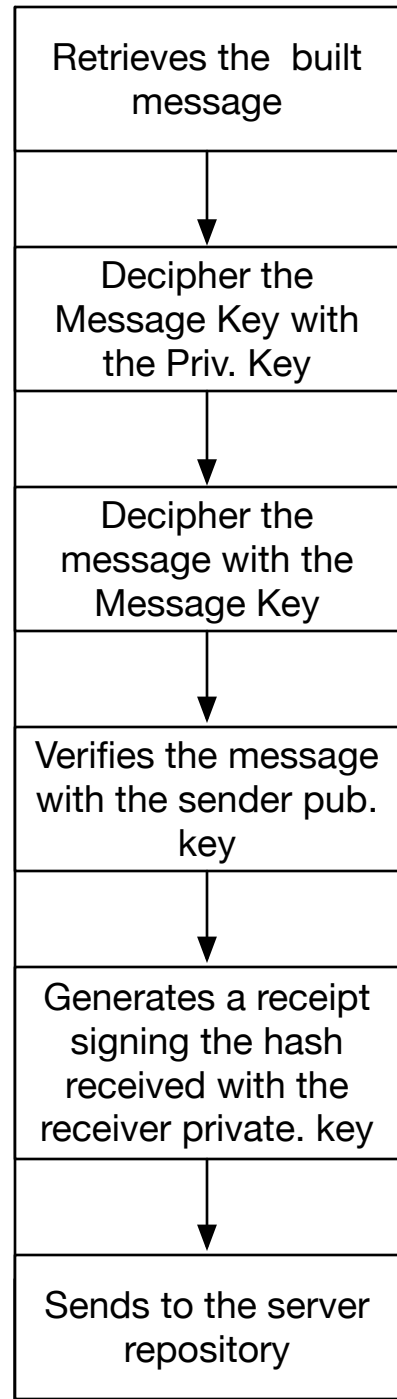 Retrieves the built
message
Decipher the
Message Key with
the Priv. Key
Decipher the
message with the
Message Key
Verifies the message
with the sender pub.
key
Generates a receipt
signing the hash
received with the
receiver private. key
Sends to the server
repository